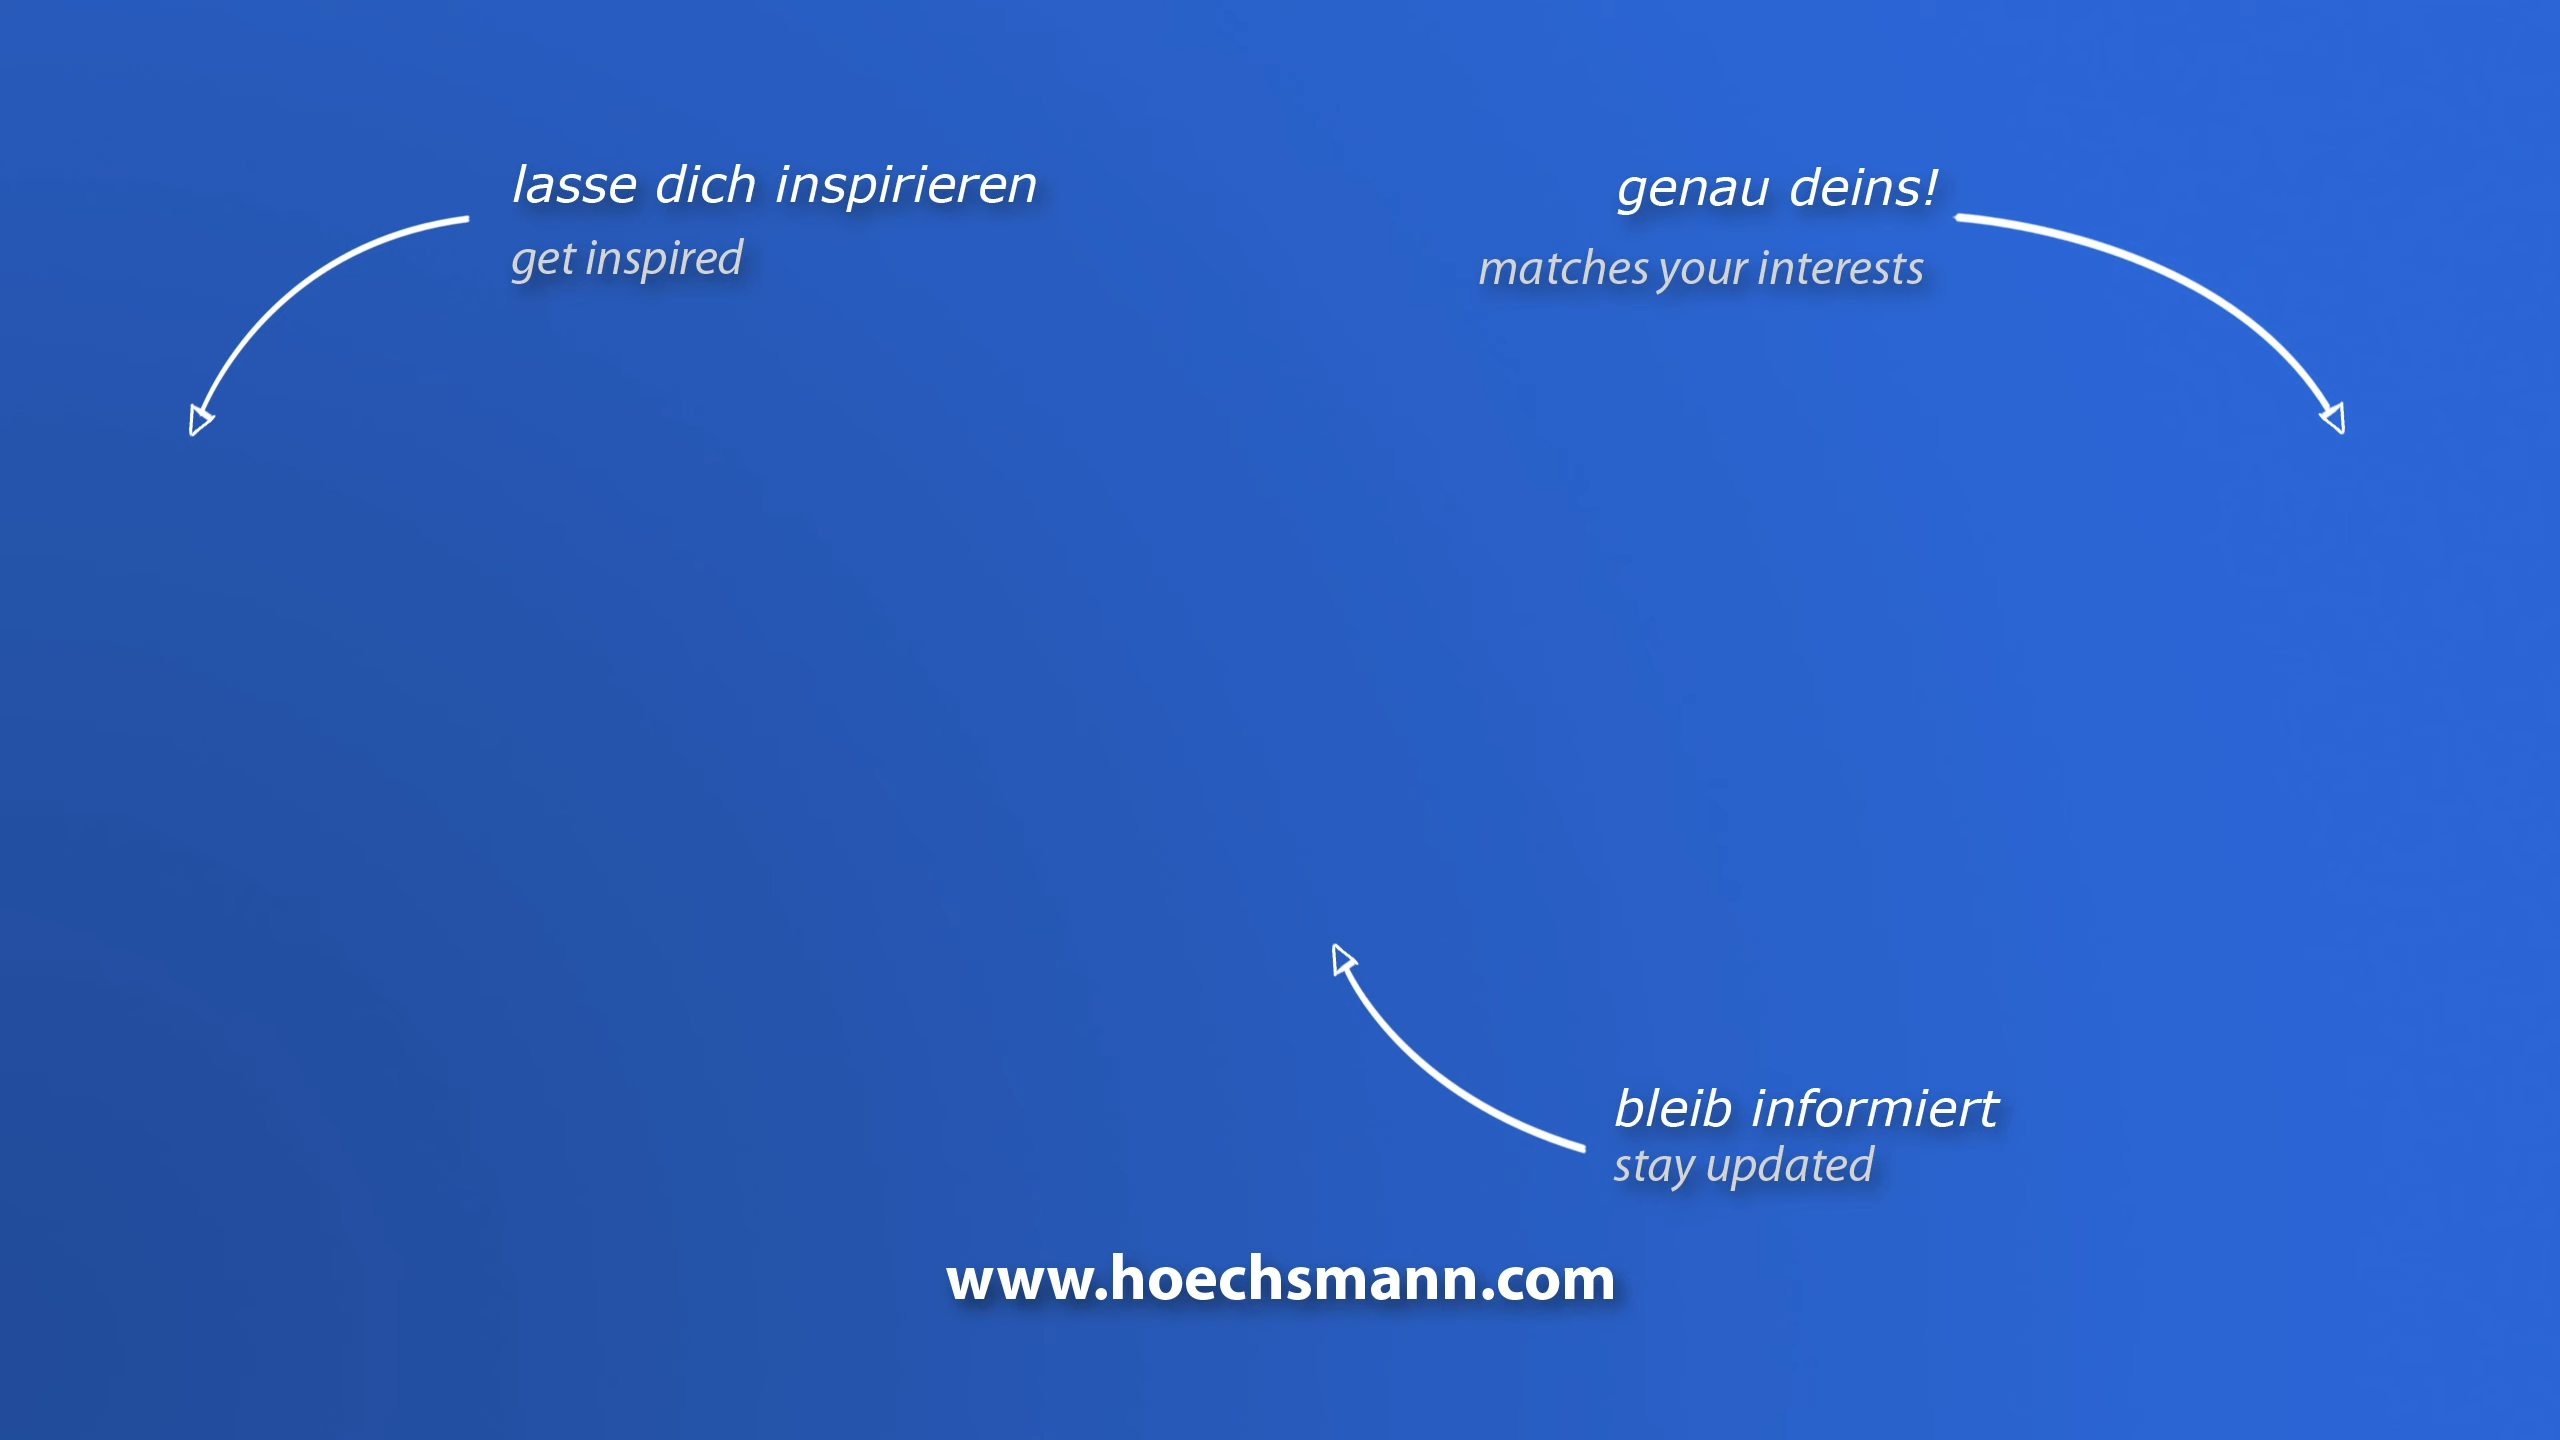 lasse dich inspirieren
get inspired
genau deins!
matches your interests
bleib informiert
stay updated
www.hoechsmann.com